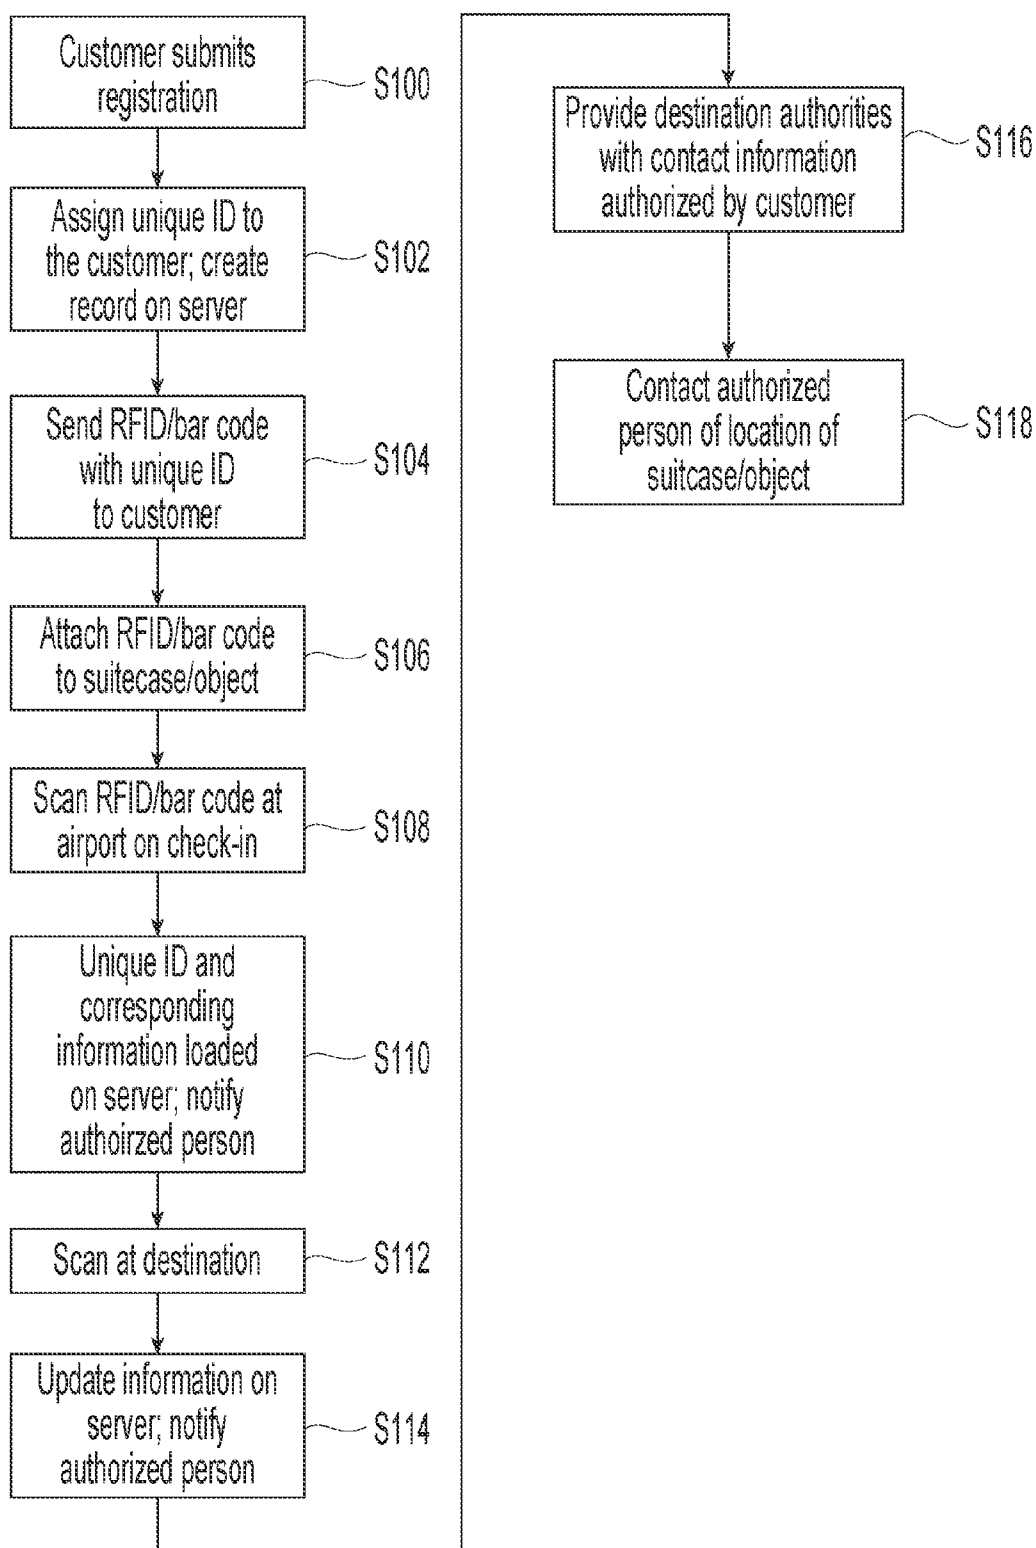 Customer submits
registration
S100
Assign unique ID to
the customer; create
record on server
S102
Send RFID/bar code
with unique ID
to customer
S104
Attach RFID/bar code
to suitecase/object
S106
Scan RFID/bar code at
airport on check-in
S108
Unique ID and
corresponding
information loaded
on server; notify
authoirzed person
S110
Scan at destination
S112
Update information on
server; notify
authorized person
S114
Provide destination authorities
with contact information
authorized by customer
S116
Contact authorized
person of location of
suitcase/object
S118